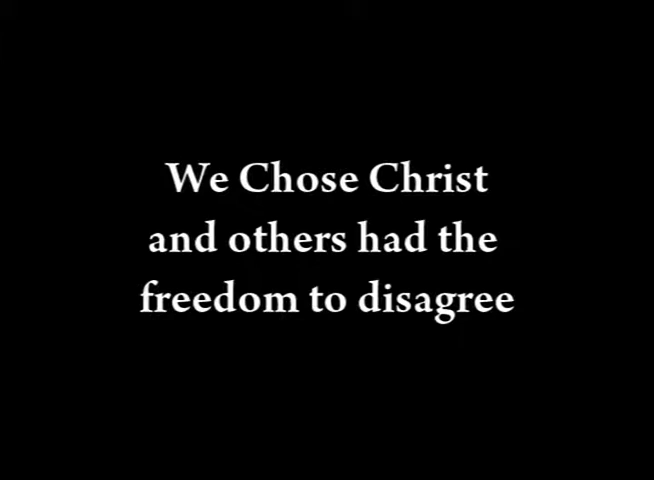 We Chose Christ
and others had the
freedom to disagree